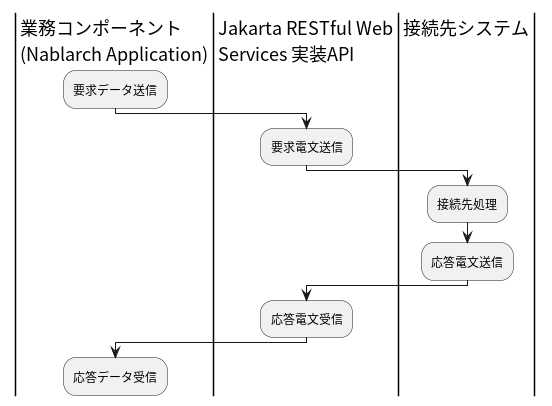 業務コンポーネント
(Nablarch Application)
Jakarta RESTful Web
Services 実装API
接続先システム
要求データ送信
要求電文送信
接続先処理
応答電文送信
応答電文受信
応答データ受信